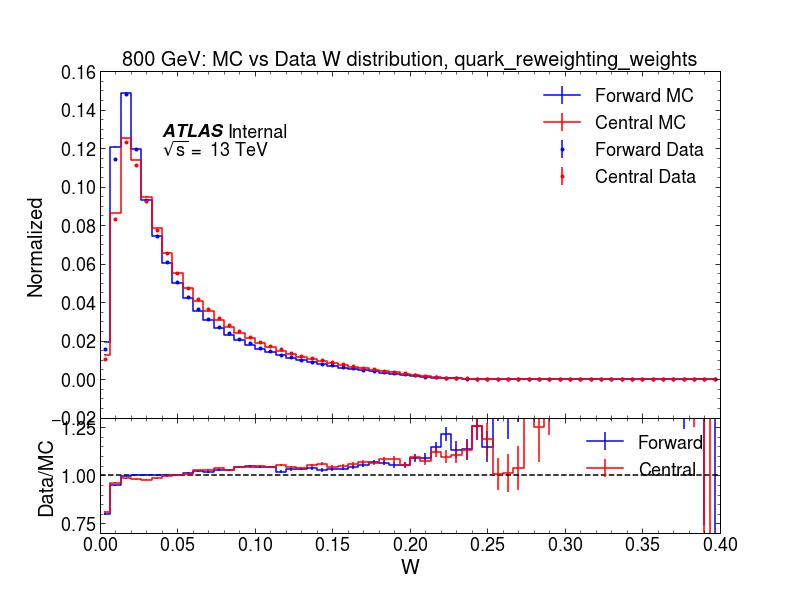 800 GeV: MC vs Data W distribution, quark_reweighting_weights
0.16
0.14
0.12
0.10
0.08
0.06
0.04
0.02
0.00
−0.02
Normalized
ATLAS Internal
√s = 13 TeV
Forward MC
Central MC
Forward Data
Central Data
1.25
1.00
0.75
Data/MC
Forward
Central
0.00 0.05 0.10 0.15 0.20 0.25 0.30 0.35 0.40
W